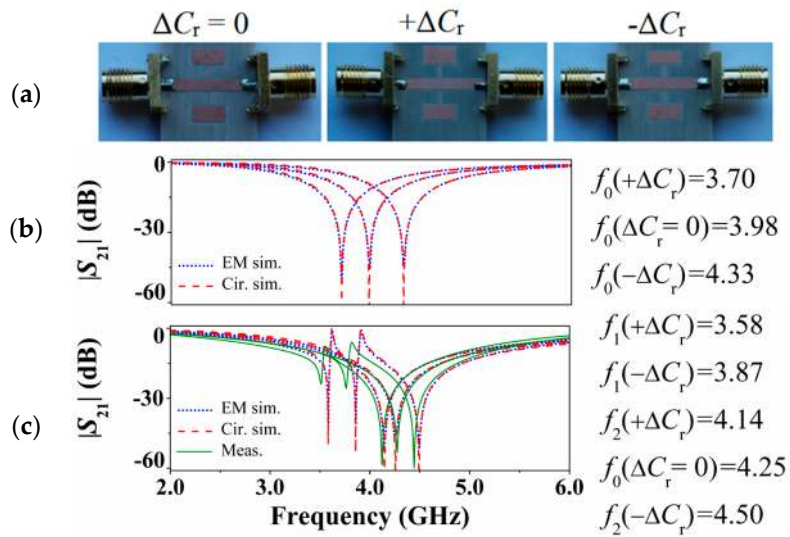 ΔCr = 0
+ΔCr
-ΔCr
(a)
(b)
|S21| (dB)
0
-30
-60
EM sim.
Cir. sim.
f0(+ΔCr)=3.70
f0(ΔCr= 0)=3.98
f0(-ΔCr)=4.33
(c)
|S21| (dB)
0
-30
-60
EM sim.
Cir. sim.
Meas.
2.0
3.0
4.0
5.0
6.0
Frequency (GHz)
f1(+ΔCr)=3.58
f1(-ΔCr)=3.87
f2(+ΔCr)=4.14
f0(ΔCr= 0)=4.25
f2(-ΔCr)=4.50